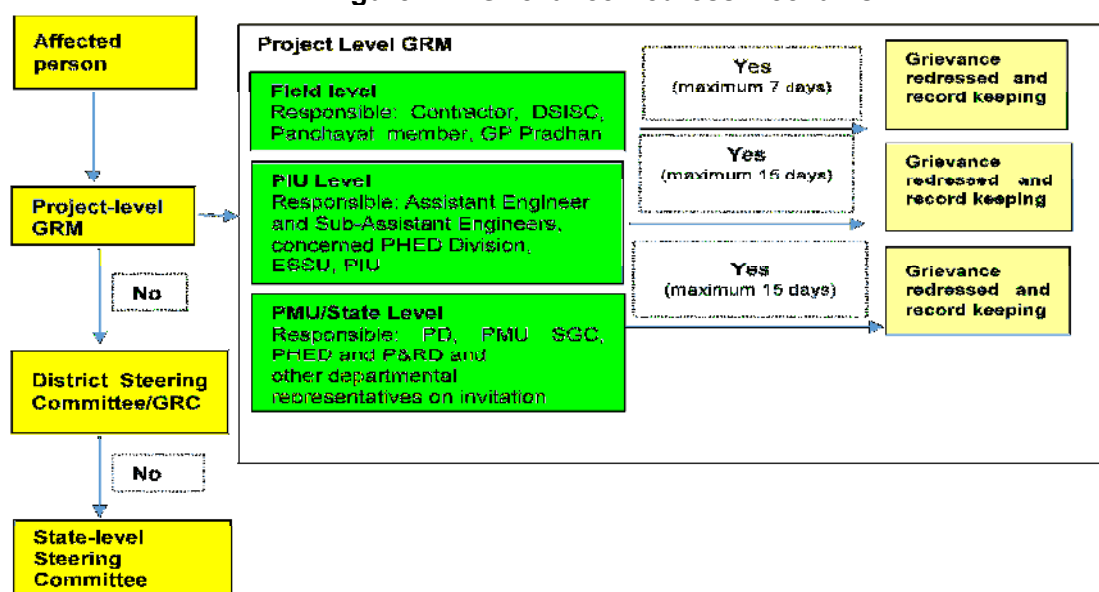 Affected
person
Project-level
GRM
No
District Steering
Committee/GRC
No
State-level
Steering
Committee
Project Level GRM
Field level
Responsible: Contractor, DSISC,
Panchayat member, GP Pradhan
PIU Level
Responsible: Assistant Engineer
and Sub-Assistant Engineers,
concerned PHED Division,
ESSU, PIU
PMU/State Level
Responsible: PD, PMU SGC,
PHED and P&RD and
other departmental
representatives on invitation
Yes
(maximum 7 days)
Yes
(maximum 15 days)
Yes
(maximum 15 days)
Grievance
redressed and
record keeping
Grievance
redressed and
record keeping
Grievance
redressed and
record keeping